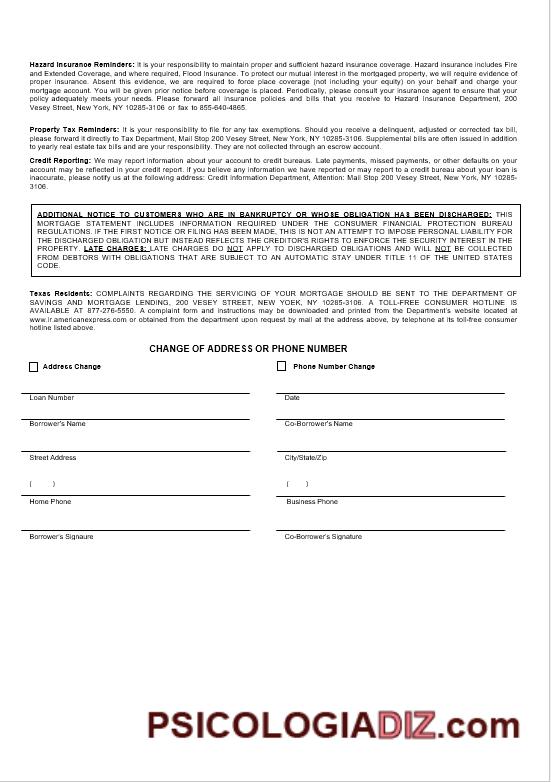 Hazard Insurance Reminders: It is your responsibility to maintain proper and sufficient hazard insurance coverage. Hazard insurance includes Fire
and Extended Coverage, and where required, Flood Insurance. To protect our mutual interest in the mortgaged property, we will require evidence of
proper insurance. Absent this evidence, we are required to force place coverage (not including your equity) on your behalf and charge your
mortgage account. You will be given prior notice before coverage is placed. Periodically, please consult your insurance agent to ensure that your
policy adequately meets your needs. Please forward all insurance policies and bills that you receive to Hazard Insurance Department, 200
Vesey Street, New York, NY 10285-3106 or fax to 855-640-4865.
Property Tax Reminders: It is your responsibility to file for any tax exemptions. Should you receive a delinquent, adjusted or corrected tax bill,
please forward it directly to Tax Department, Mail Stop 200 Vesey Street, New York, NY 10285-3106. Supplemental bills are often issued in addition
to yearly real estate tax bills and are your responsibility. They are not collected through an escrow account.
Credit Reporting: We may report information about your account to credit bureaus. Late payments, missed payments, or other defaults on your
account may be reflected in your credit report. If you believe any information we have reported or may report to a credit bureau about your loan is
inaccurate, please notify us at the following address: Credit Information Department, Attention: Mail Stop 200 Vesey Street, New York, NY 10285-
3106.
ADDITIONAL NOTICE TO CUSTOMERS WHO ARE IN BANKRUPTCY OR WHOSE OBLIGATION HAS BEEN DISCHARGED: THIS
MORTGAGE STATEMENT INCLUDES INFORMATION REQUIRED UNDER THE CONSUMER FINANCIAL PROTECTION BUREAU
REGULATIONS. IF THE FIRST NOTICE OR FILING HAS BEEN MADE, THIS IS NOT AN ATTEMPT TO IMPOSE PERSONAL LIABILITY FOR
THE DISCHARGED OBLIGATION BUT INSTEAD REFLECTS THE CREDITOR'S RIGHTS TO ENFORCE THE SECURITY INTEREST IN THE
PROPERTY. LATE CHARGES: LATE CHARGES DO NOT APPLY TO DISCHARGED OBLIGATIONS AND WILL NOT BE COLLECTED
FROM DEBTORS WITH OBLIGATIONS THAT ARE SUBJECT TO AN AUTOMATIC STAY UNDER TITLE 11 OF THE UNITED STATES
CODE.
Texas Residents: COMPLAINTS REGARDING THE SERVICING OF YOUR MORTGAGE SHOULD BE SENT TO THE DEPARTMENT OF
SAVINGS AND MORTGAGE LENDING, 200 VESEY STREET, NEW YOEK, NY 10285-3106. A TOLL-FREE CONSUMER HOTLINE IS
AVAILABLE AT 877-276-5550. A complaint form and instructions may be downloaded and printed from the Department's website located at
www.ir.americanexpress.com or obtained from the department upon request by mail at the address above, by telephone at its toll-free consumer
hotline listed above.
CHANGE OF ADDRESS OR PHONE NUMBER
Address Change Phone Number Change
Loan Number Date
Borrower's Name Co-Borrower's Name
Street Address City/State/Zip
( ) ( )
Home Phone Business Phone
Borrower's Signaure Co-Borrower's Signature
PSICOLOGIADIZ.com